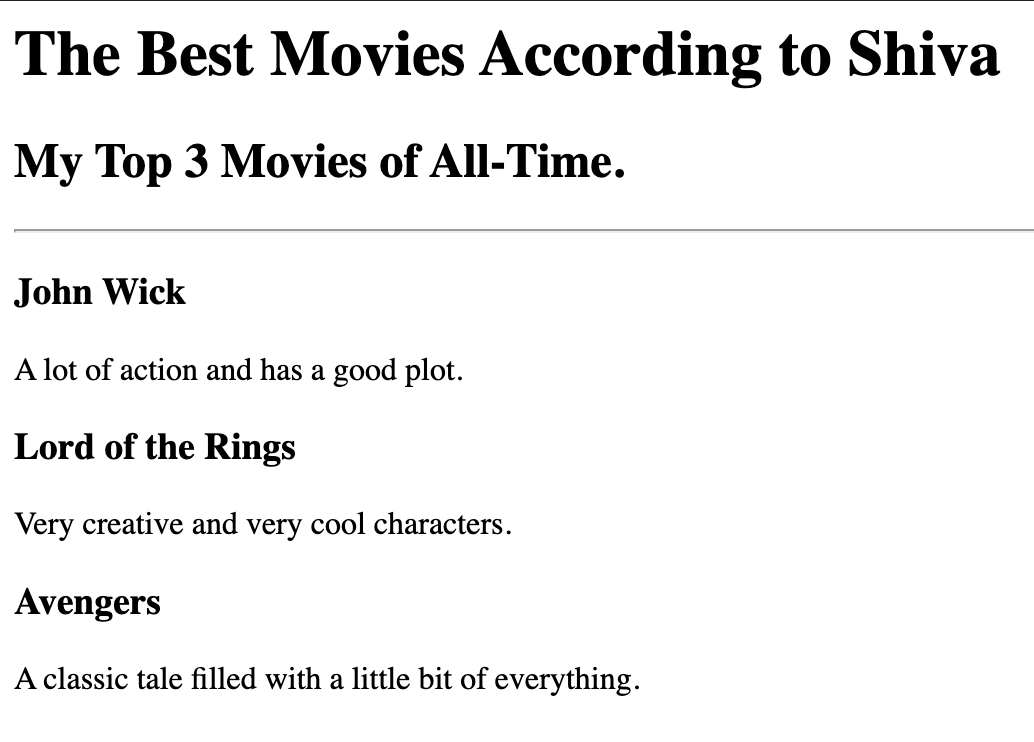 The Best Movies According to Shiva
My Top 3 Movies of All-Time.
John Wick
A lot of action and has a good plot.
Lord of the Rings
Very creative and very cool characters.
Avengers
A classic tale filled with a little bit of everything.